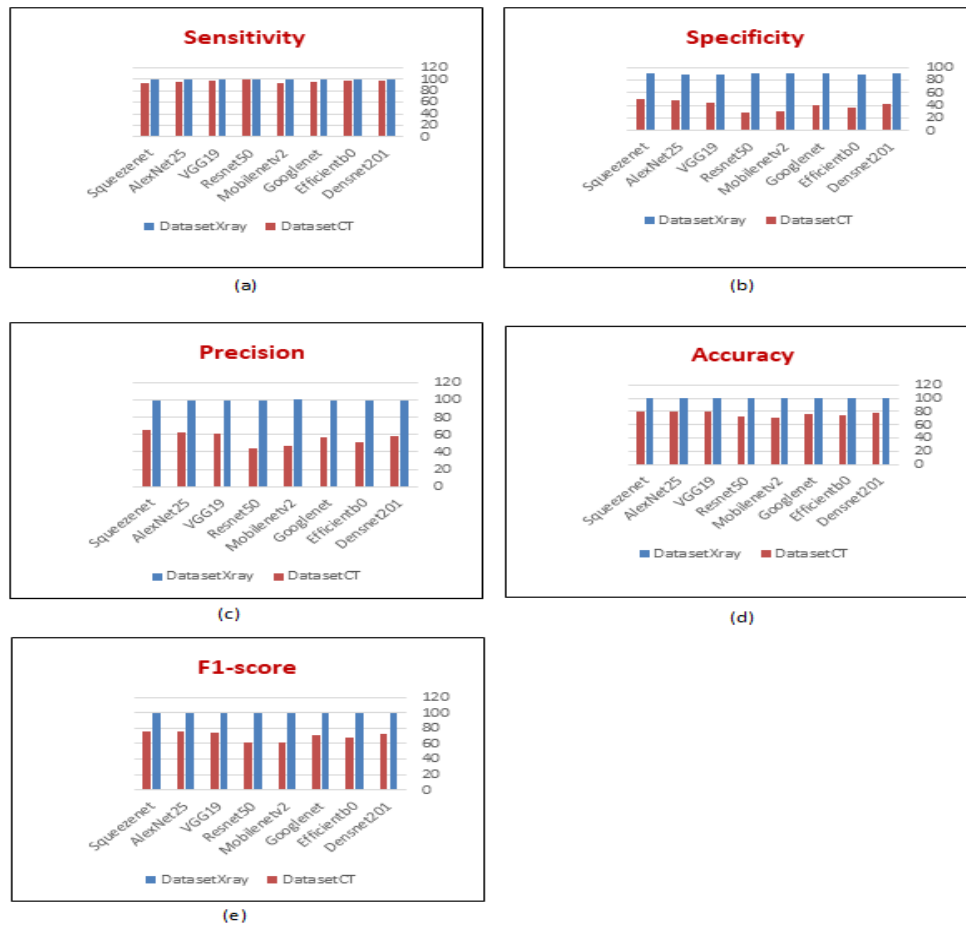 Sensitivity
120
100
80
60
40
20
0
Squeezenet
AlexNet25
VGG19
Resnet50
Mobilenetv2
Googlenet
Efficientb0
Densnet201
DatasetXray DatasetCT
(a)
Specificity
100
80
60
40
20
0
Squeezenet
AlexNet25
VGG19
Resnet50
Mobilenetv2
Googlenet
Efficientb0
Densnet201
DatasetXray DatasetCT
(b)
Precision
120
100
80
60
40
20
0
Squeezenet
AlexNet25
VGG19
Resnet50
Mobilenetv2
Googlenet
Efficientb0
Densnet201
DatasetXray DatasetCT
(c)
Accuracy
120
100
80
60
40
20
0
Squeezenet
AlexNet25
VGG19
Resnet50
Mobilenetv2
Googlenet
Efficientb0
Densnet201
DatasetXray DatasetCT
(d)
F1-score
120
100
80
60
40
20
0
Squeezenet
AlexNet25
VGG19
Resnet50
Mobilenetv2
Googlenet
Efficientb0
Densnet201
DatasetXray DatasetCT
(e)